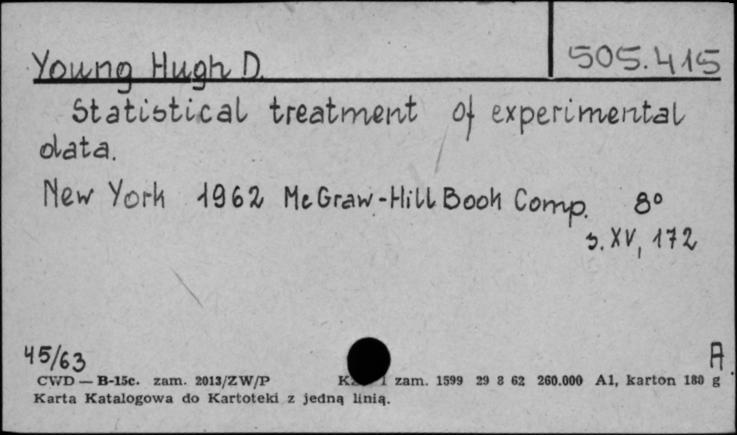 Young Hugh D. 505.415
Statistical treatment of experimental
data.
New York 1962 McGraw-Hill Book Comp. 8°
s. XV, 172
45/63 A
CWD — B-15c. zam. 2013/ZW/P zam. 1599 29 8 62 260.000 A1, karton 180 g
Karta Katalogowa do Kartoteki z jedną linią.